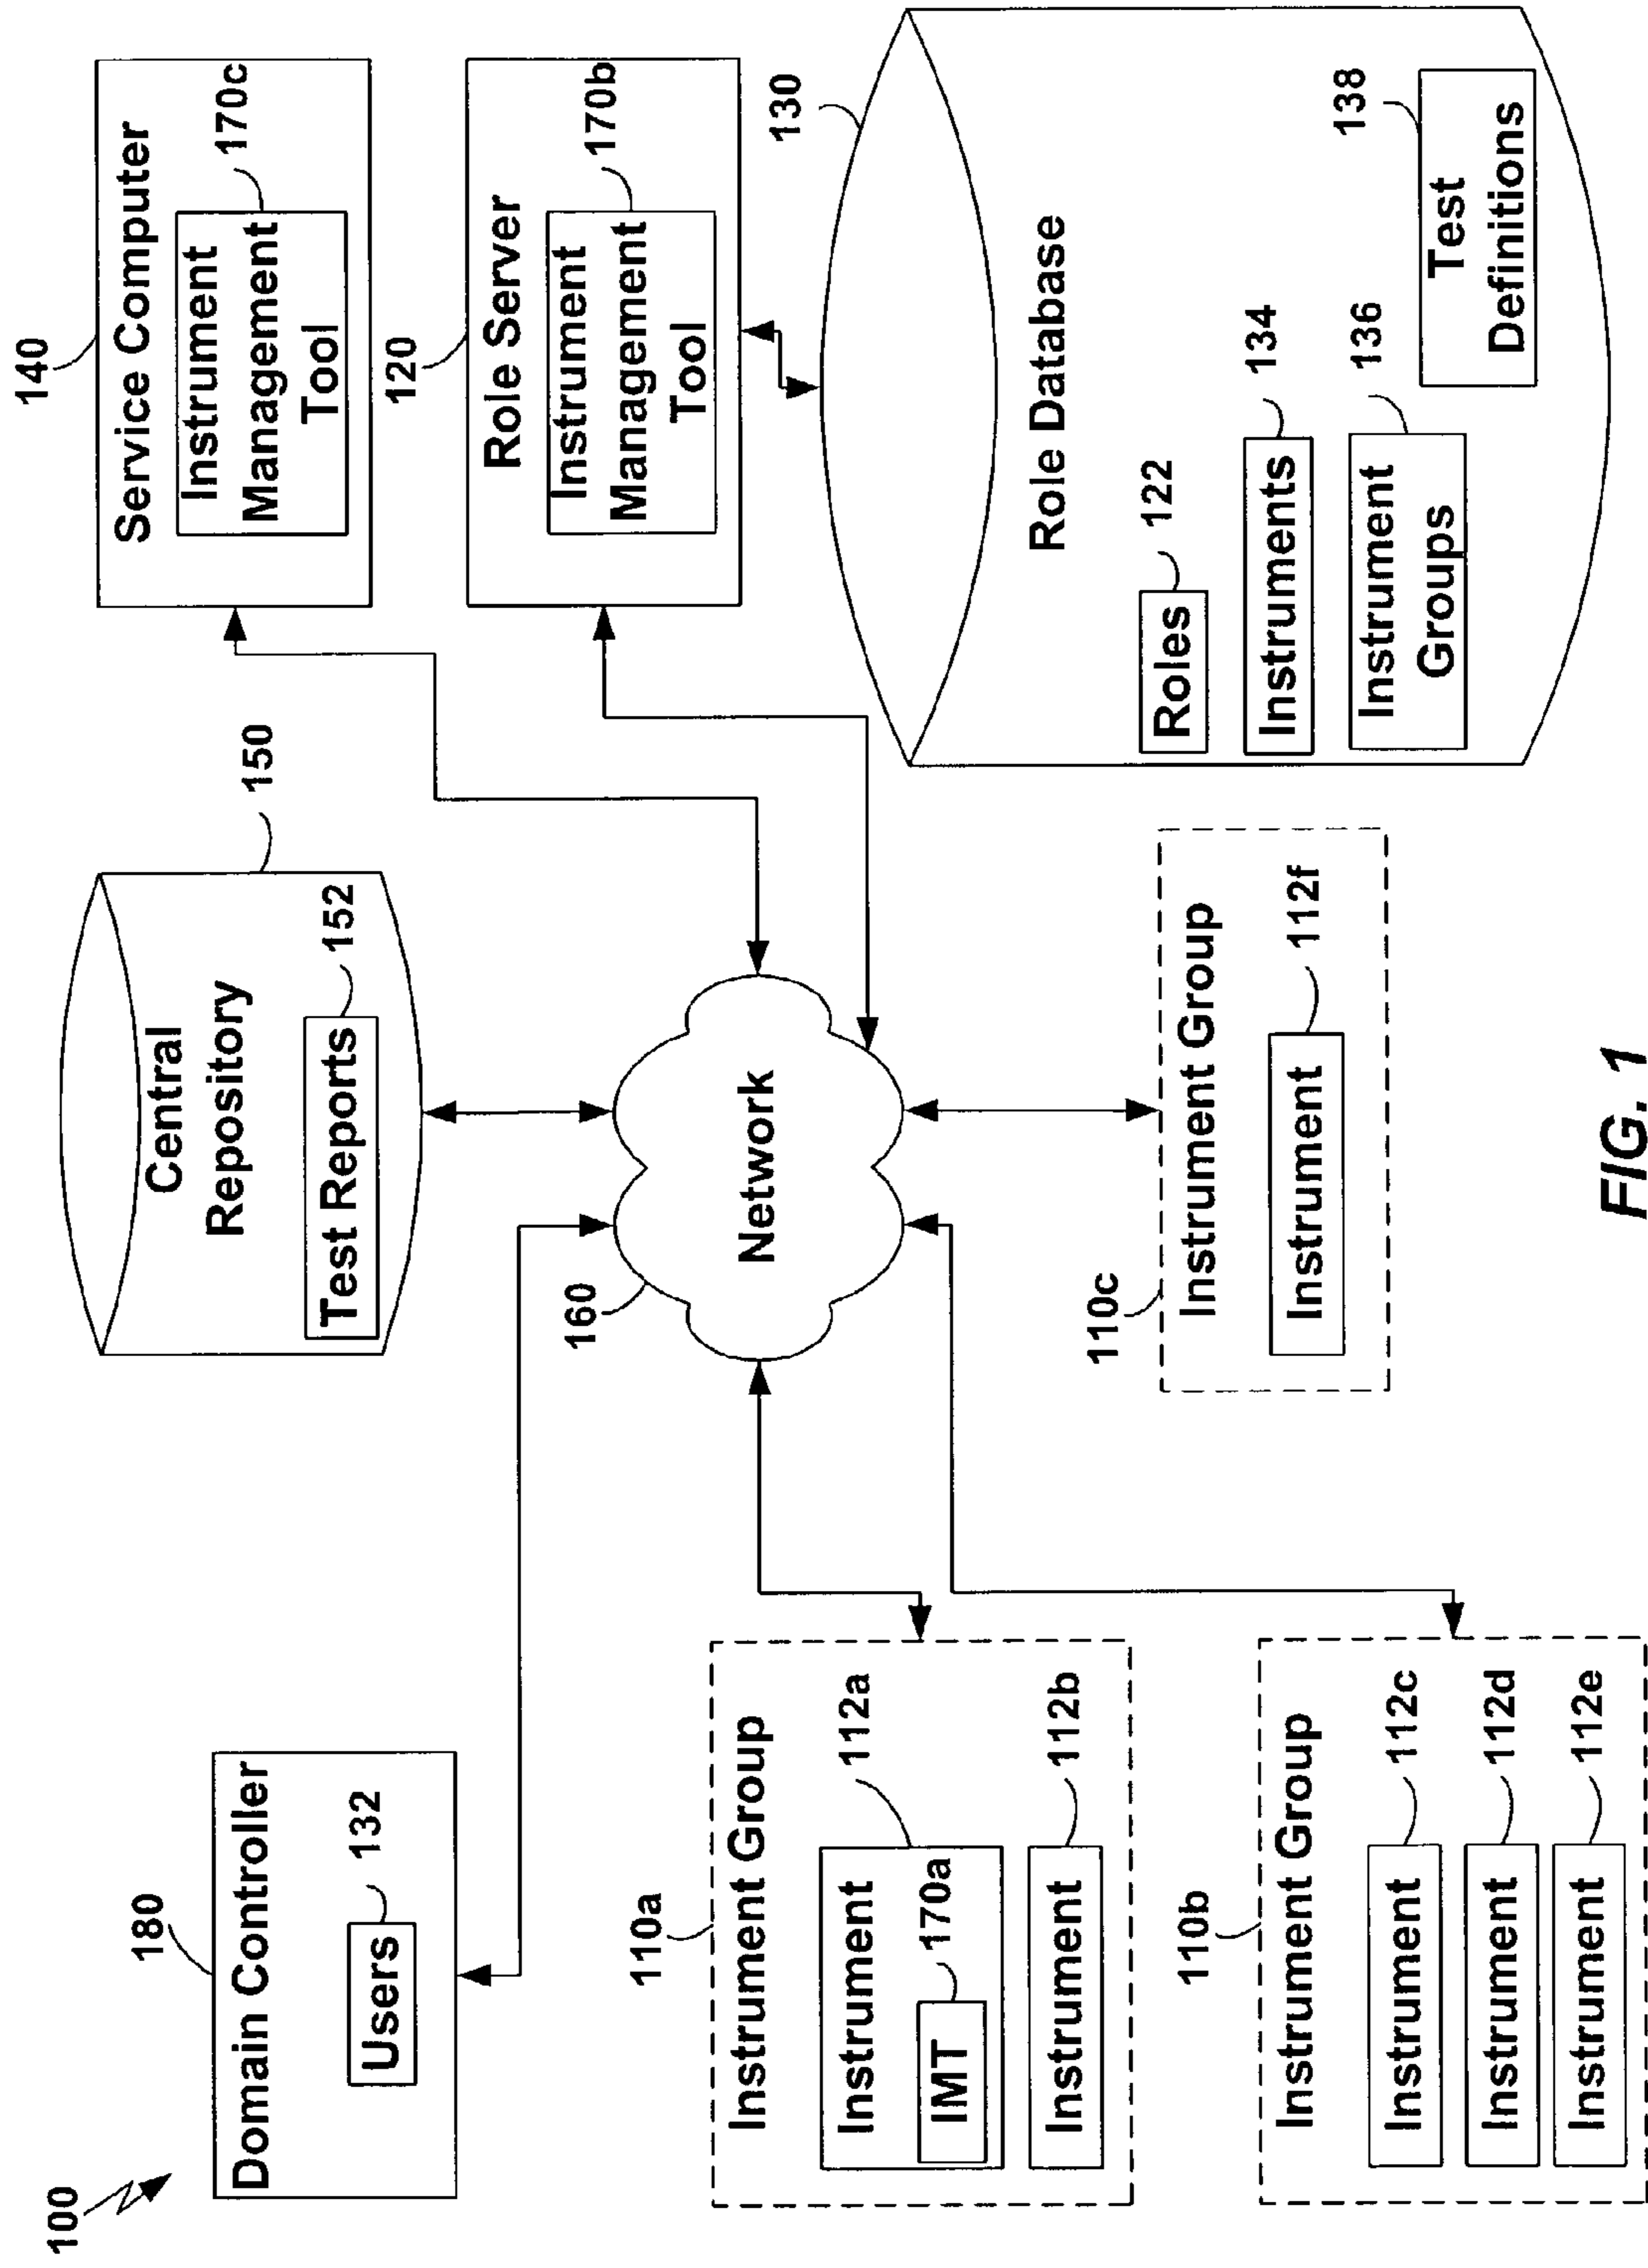 100
180
Domain Controller
Users
132
150
Central
Repository
Test Reports
152
140
Service Computer
Instrument
Management
Tool
170c
120
Role Server
Instrument
Management
Tool
170b
160
Network
130
Role Database
Roles
122
Instruments
134
Instrument
Groups
136
Test
Definitions
138
110a
Instrument Group
Instrument
112a
IMT
170a
Instrument
112b
110b
Instrument Group
Instrument
112c
Instrument
112d
Instrument
112e
110c
Instrument Group
Instrument
112f
FIG. 1